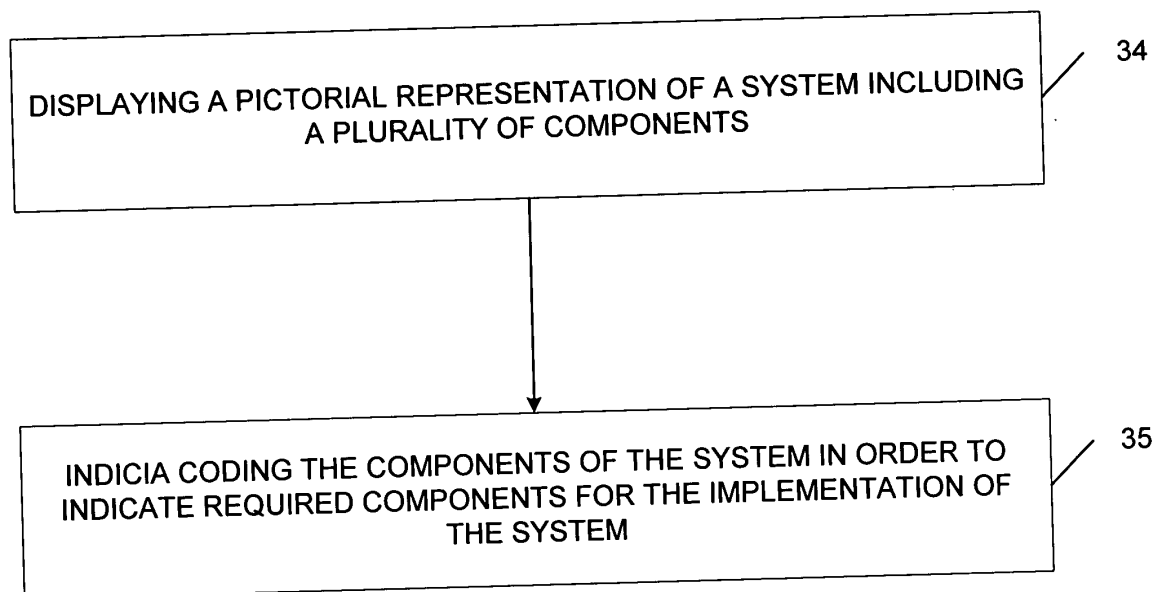 DISPLAYING A PICTORIAL REPRESENTATION OF A SYSTEM INCLUDING
A PLURALITY OF COMPONENTS
34
INDICIA CODING THE COMPONENTS OF THE SYSTEM IN ORDER TO
INDICATE REQUIRED COMPONENTS FOR THE IMPLEMENTATION OF
THE SYSTEM
35